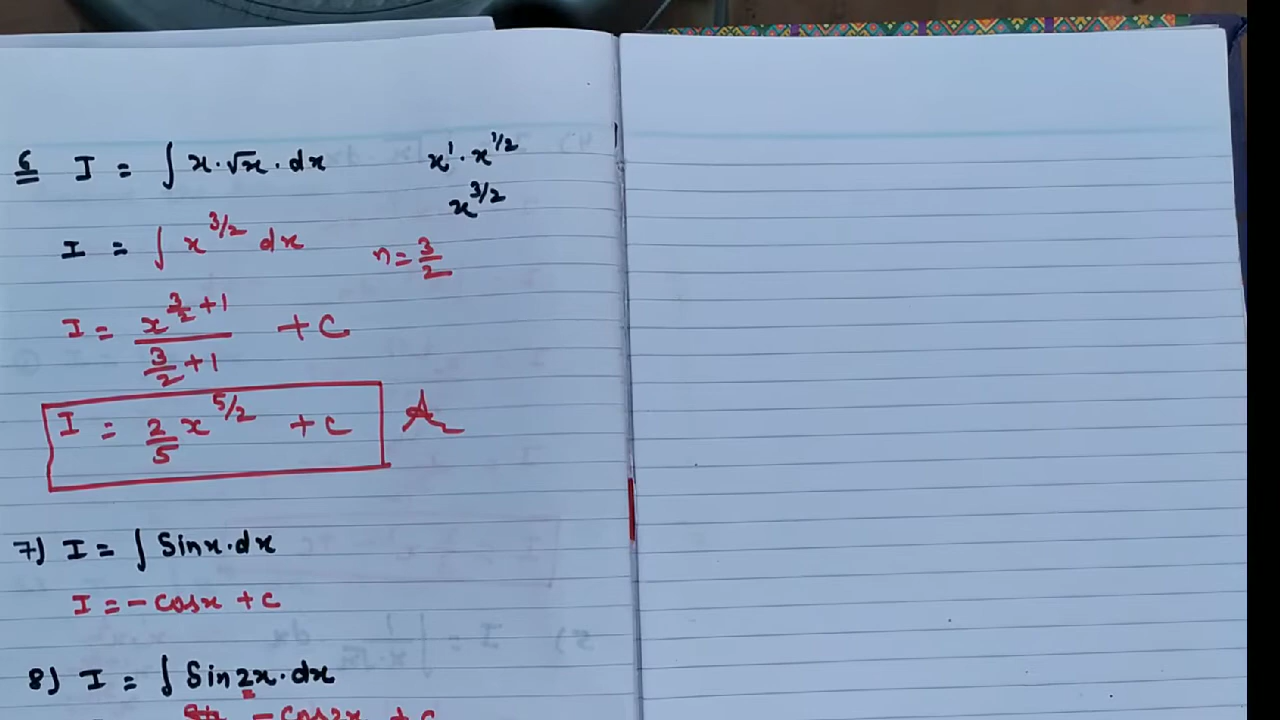 6 I = ∫ x·√x · dx x¹ · x^1/2
x^3/2
I = ∫ x^3/2 dx n = 3/2
I = x^(3/2 + 1) / (3/2 + 1) + C
I = 2/5 x^5/2 + C
7) I = ∫ Sinx·dx
I = - Cosx + C
8) I = ∫ Sin2x·dx
- Cos2x + C